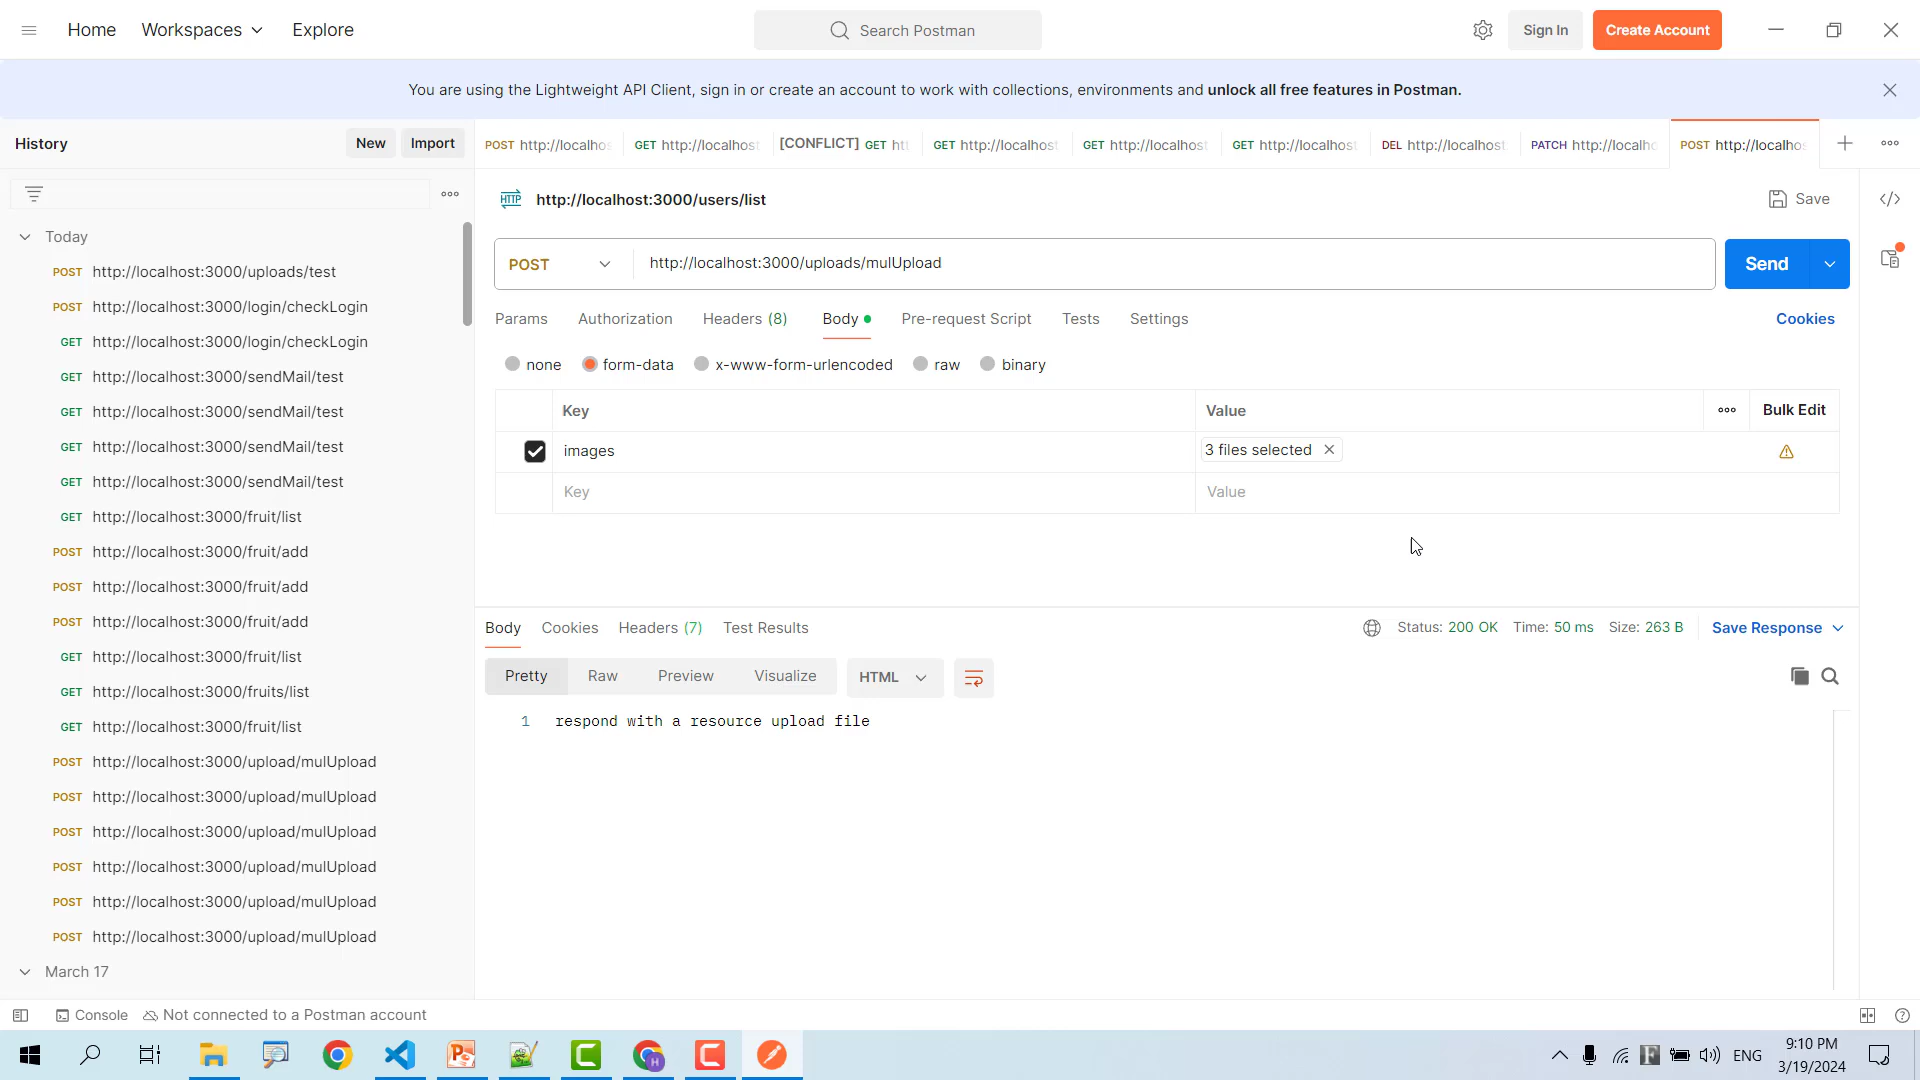 Home Workspaces Explore Search Postman Sign In Create Account
You are using the Lightweight API Client, sign in or create an account to work with collections, environments and unlock all free features in Postman.
History New Import
POST http://localhos GET http://localhost [CONFLICT] GET htt GET http://localhost GET http://localhost GET http://localhost DEL http://localhost: PATCH http://localho POST http://localhos
Today
POST http://localhost:3000/uploads/test
POST http://localhost:3000/login/checkLogin
GET http://localhost:3000/login/checkLogin
GET http://localhost:3000/sendMail/test
GET http://localhost:3000/sendMail/test
GET http://localhost:3000/sendMail/test
GET http://localhost:3000/sendMail/test
GET http://localhost:3000/fruit/list
POST http://localhost:3000/fruit/add
POST http://localhost:3000/fruit/add
POST http://localhost:3000/fruit/add
GET http://localhost:3000/fruit/list
GET http://localhost:3000/fruits/list
GET http://localhost:3000/fruit/list
POST http://localhost:3000/upload/mulUpload
POST http://localhost:3000/upload/mulUpload
POST http://localhost:3000/upload/mulUpload
POST http://localhost:3000/upload/mulUpload
POST http://localhost:3000/upload/mulUpload
POST http://localhost:3000/upload/mulUpload
March 17
HTTP http://localhost:3000/users/list Save
POST http://localhost:3000/uploads/mulUpload Send
Params Authorization Headers (8) Body Pre-request Script Tests Settings Cookies
none form-data x-www-form-urlencoded raw binary
Key Value Bulk Edit
images 3 files selected
Key Value
Body Cookies Headers (7) Test Results Status: 200 OK Time: 50 ms Size: 263 B Save Response
Pretty Raw Preview Visualize HTML
1 respond with a resource upload file
Console Not connected to a Postman account
ENG 9:10 PM
3/19/2024